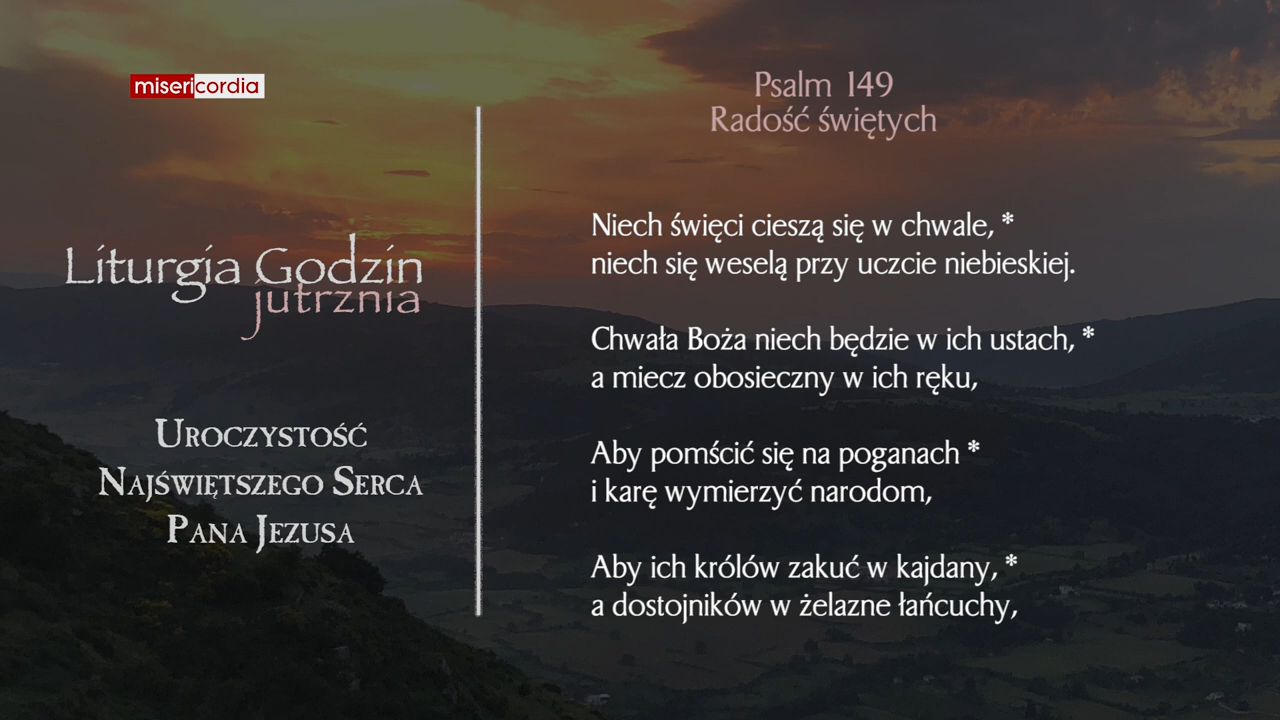 misericordia
Liturgia Godzin
jutrznia
Uroczystość
Najświętszego Serca
Pana Jezusa
Psalm 149
Radość świętych
Niech święci cieszą się w chwale, *
niech się weselą przy uczcie niebieskiej.
Chwała Boża niech będzie w ich ustach, *
a miecz obosieczny w ich ręku,
Aby pomścić się na poganach *
i karę wymierzyć narodom,
Aby ich królów zakuć w kajdany, *
a dostojników w żelazne łańcuchy,